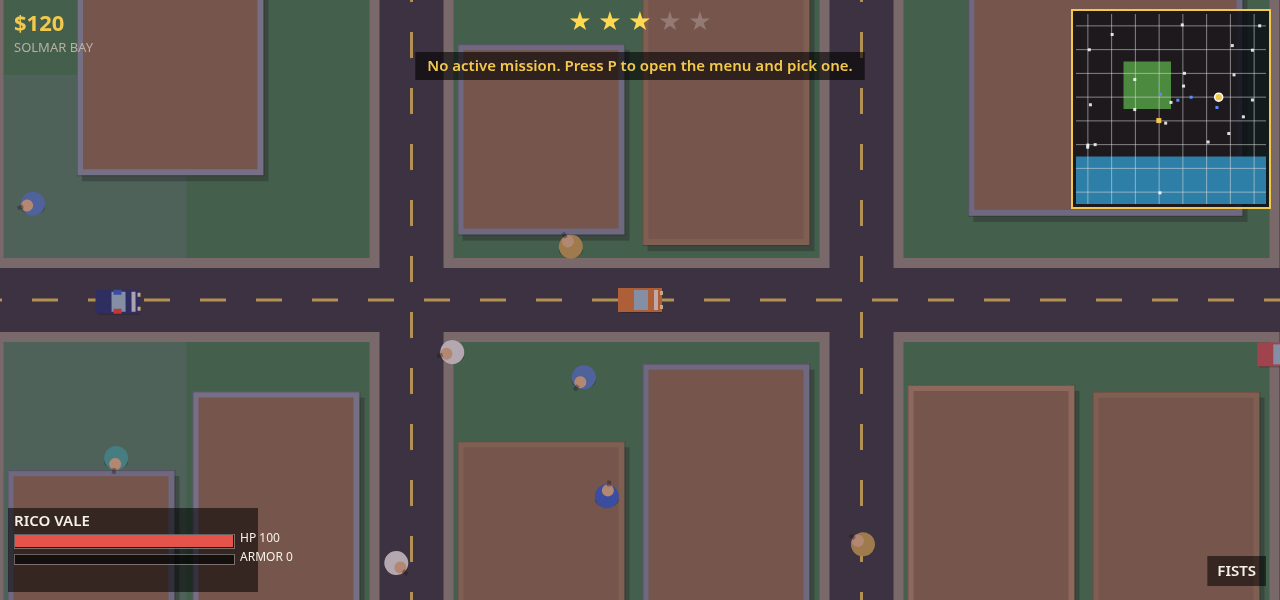 $120
SOLMAR BAY
No active mission. Press P to open the menu and pick one.
RICO VALE
HP 100
ARMOR 0
FISTS